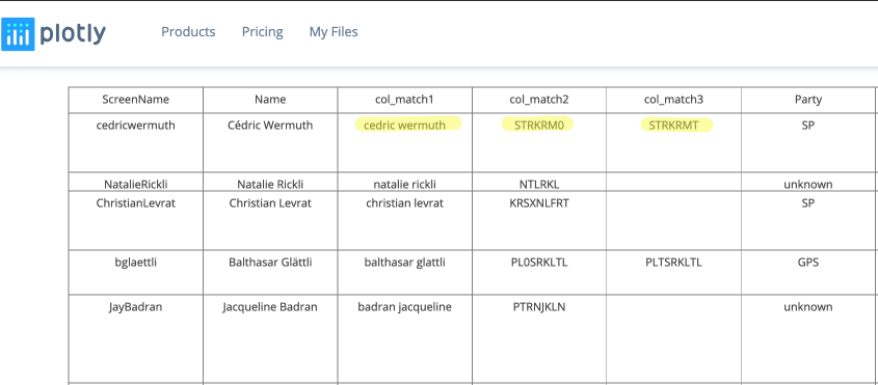 plotly Products Pricing My Files
ScreenName Name col_match1 col_match2 col_match3 Party
cedricwermuth Cédric Wermuth cedric wermuth STRKRM0 STRKRMT SP
NatalieRickli Natalie Rickli natalie rickli NTLRKL unknown
ChristianLevrat Christian Levrat christian levrat KRSXNLFRT SP
bglaettli Balthasar Glättli balthasar glattli PL0SRKLTL PLTSRKLTL GPS
JayBadran Jacqueline Badran badran jacqueline PTRNJKLN unknown